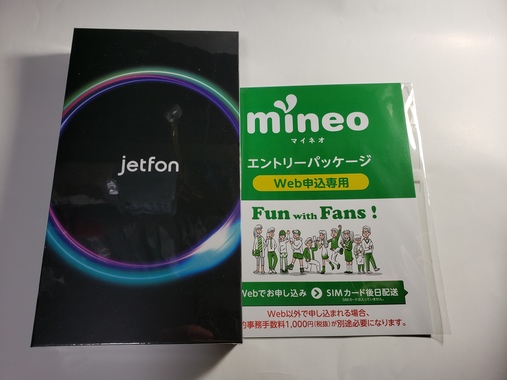 jetfon
mineo
マイネオ
エントリーパッケージ
Web申込専用
Fun with Fans!
Webでお申し込み SIMカード後日配送
Web以外で申し込まれる場合、
事務手数料1,000円(税抜)が別途必要になります。